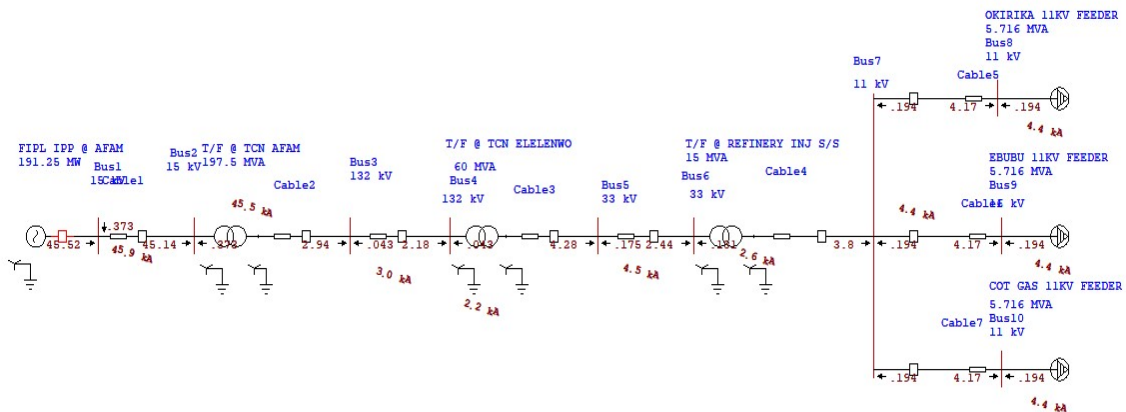 OKIRIKA 11KV FEEDER
5.716 MVA
Bus8
11 kV
Cable5
Bus7
11 kV
.194
4.17
.194
4.4 kA
FIPL IPP @ AFAM
191.25 MW
Bus1
15 kV
Cable1
Bus2
15 kV
T/F @ TCN AFAM
197.5 MVA
Cable2
Bus3
132 kV
T/F @ TCN ELELENWO
60 MVA
Bus4
132 kV
Cable3
Bus5
33 kV
T/F @ REFINERY INJ S/S
15 MVA
Bus6
33 kV
Cable4
EBUBU 11KV FEEDER
5.716 MVA
Bus9
kV
45.5 kA
4.4 kA
.373
45.52
45.14
.373
2.94
.043
2.18
.043
4.28
.175
2.44
.181
3.8
.194
4.17
.194
45.9 kA
3.0 kA
2.2 kA
4.5 kA
2.6 kA
4.4 kA
COT GAS 11KV FEEDER
5.716 MVA
Bus10
11 kV
Cable7
.194
4.17
.194
4.4 kA